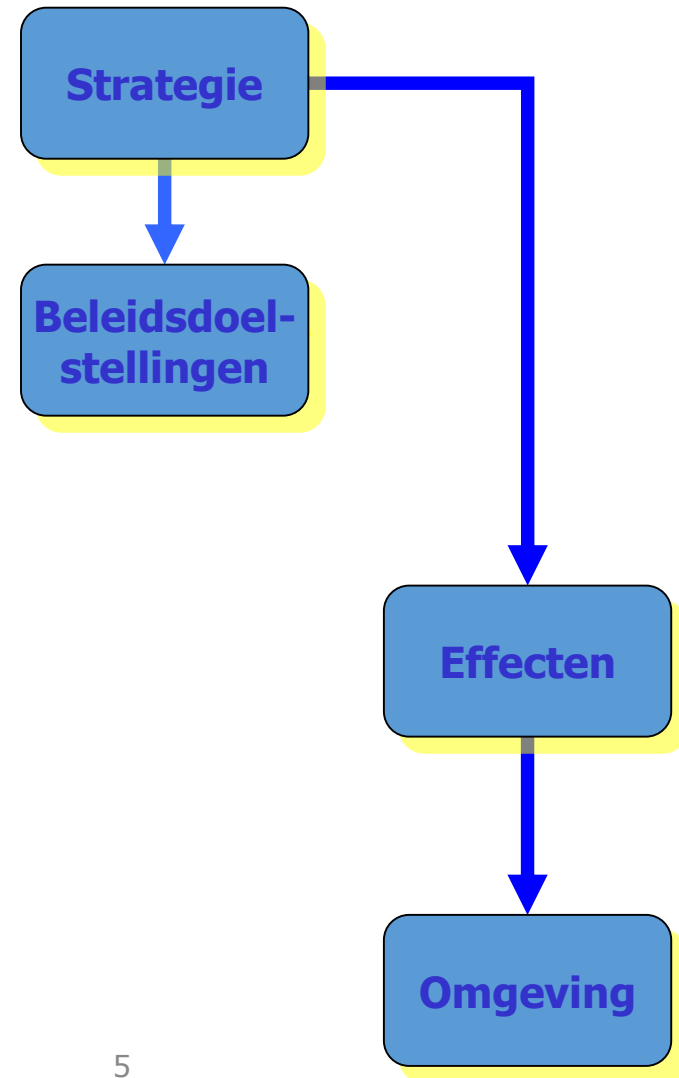 Strategie
Beleidsdoel-
stellingen
Effecten
Omgeving
5